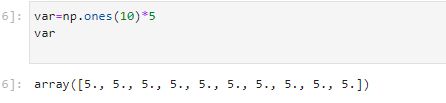 6]: var=np.ones(10)*5
var
6]: array([5., 5., 5., 5., 5., 5., 5., 5., 5., 5.])